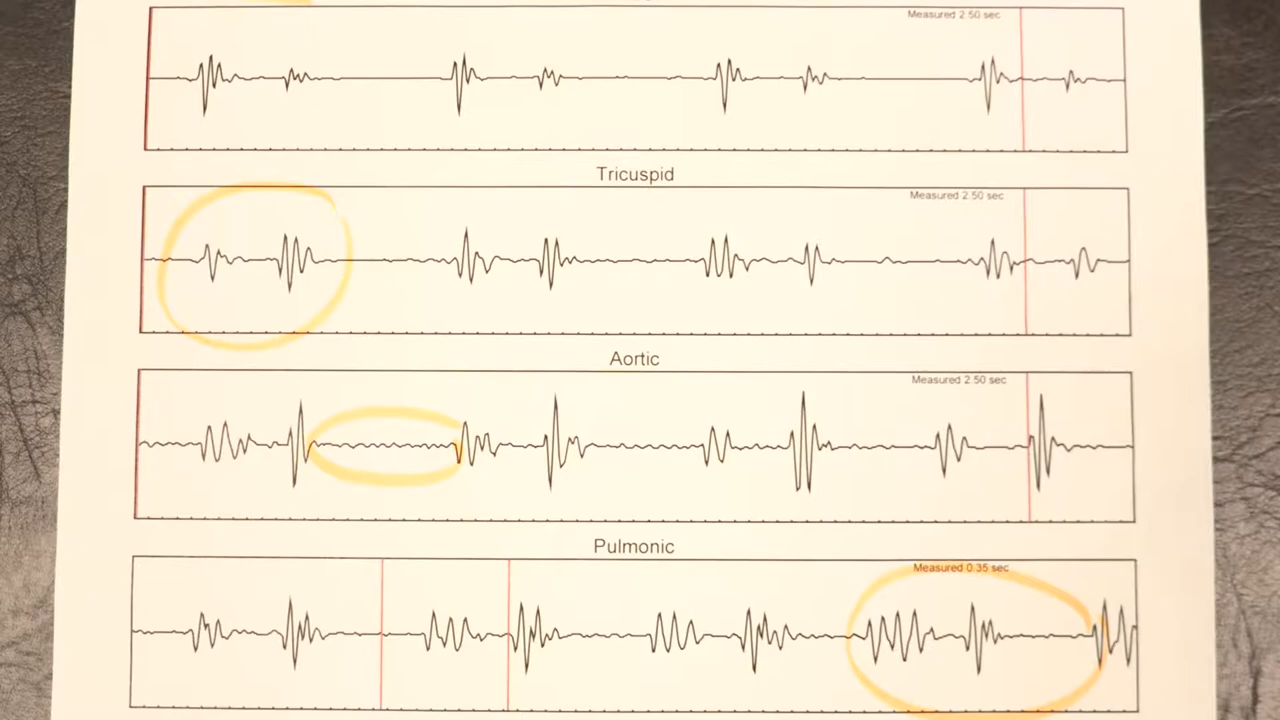 Measured 2.50 sec
Tricuspid
Measured 2.50 sec
Aortic
Measured 2.50 sec
Pulmonic
Measured 0.35 sec